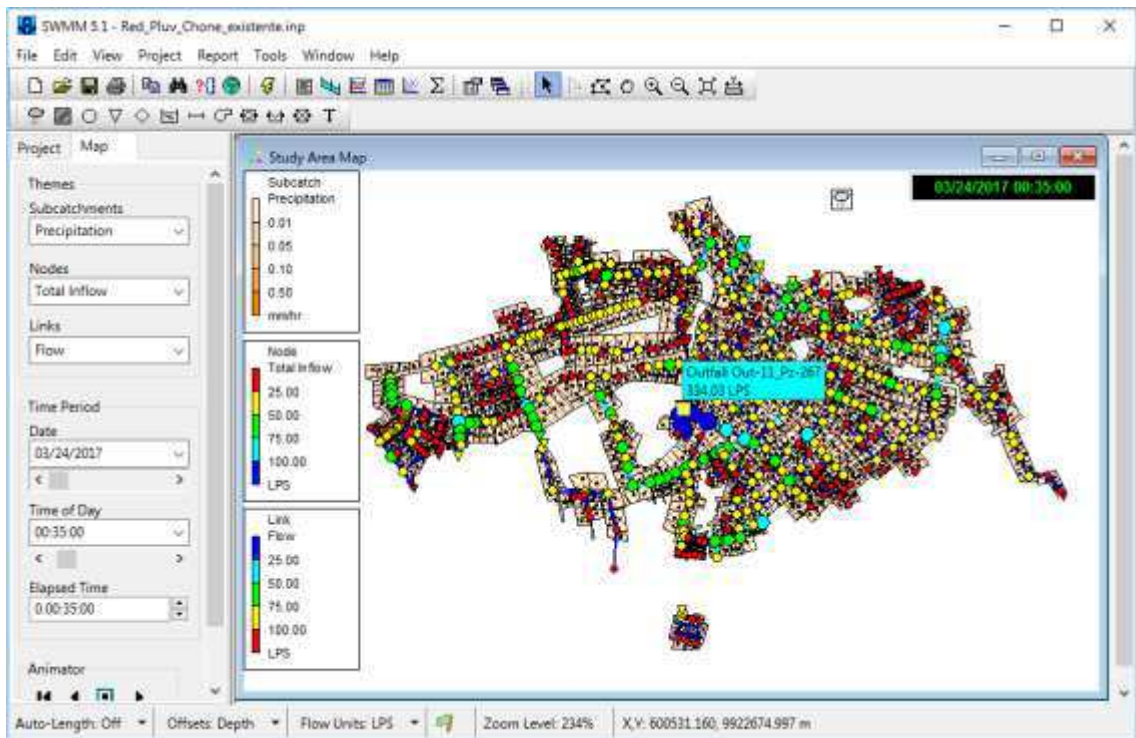 SWMM 5.1 - Red_Pluv_Chone_existente.inp
File Edit View Project Report Tools Window Help
Project Map
Themes
Subcatchments
Precipitation
Nodes
Total Inflow
Links
Flow
Time Period
Date
03/24/2017
Time of Day
00:35:00
Elapsed Time
0.00:35:00
Animator
Study Area Map
03/24/2017 00:35:00
Subcatch
Precipitation
0.01
0.05
0.10
0.50
mm/hr
Node
Total Inflow
25.00
50.00
75.00
100.00
LPS
Link
Flow
25.00
50.00
75.00
100.00
LPS
Outfall Out-11_Pz-267
334.03 LPS
Auto-Length: Off Offsets: Depth Flow Units: LPS Zoom Level: 234% X,Y: 600531.160, 9922674.997 m